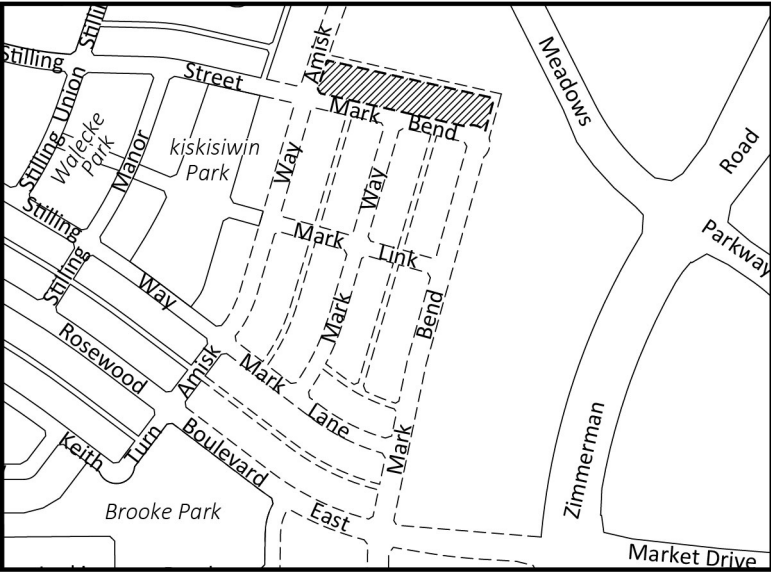 Stilling
Stilling
Union
Stilling
Walecke
Park
Manor
Street
kiskisiwin
Park
Amisk
Way
Mark
Bend
Way
Mark
Link
Mark
Bend
Mark
Stilling
Stilling
Way
Rosewood
Amisk
Mark
Lane
Boulevard
East
Keith
Turn
Brooke Park
Meadows
Road
Parkway
Zimmerman
Market Drive